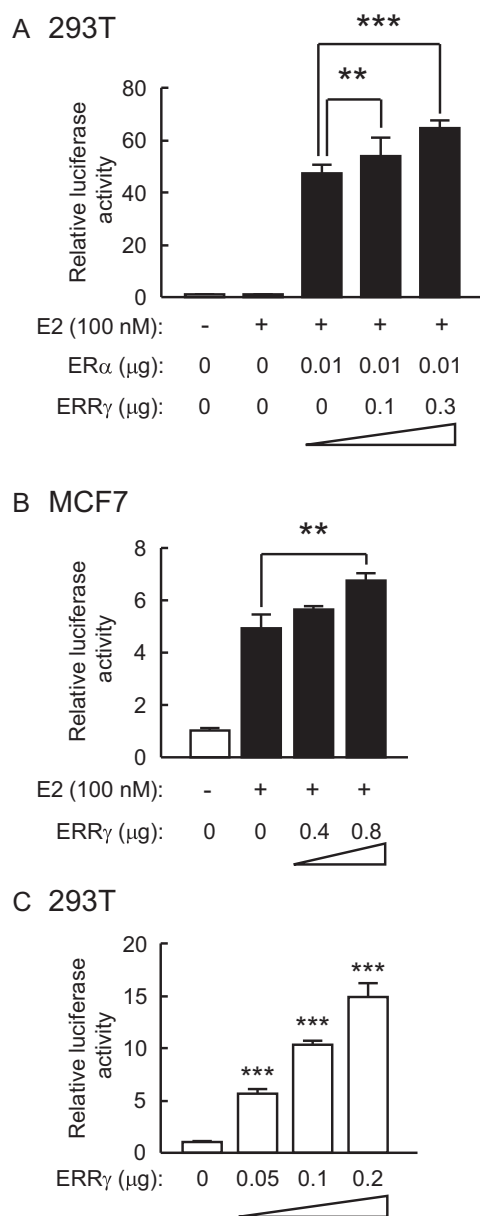 A 293T
***
**
Relative luciferase
activity
80
60
40
20
0
E2 (100 nM): - + + + +
ERα (μg): 0 0 0.01 0.01 0.01
ERRγ (μg): 0 0 0 0.1 0.3
B MCF7
**
Relative luciferase
activity
8
6
4
2
0
E2 (100 nM): - + + +
ERRγ (μg): 0 0 0.4 0.8
C 293T
Relative luciferase
activity
20
15
10
5
0
***
***
***
ERRγ (μg): 0 0.05 0.1 0.2